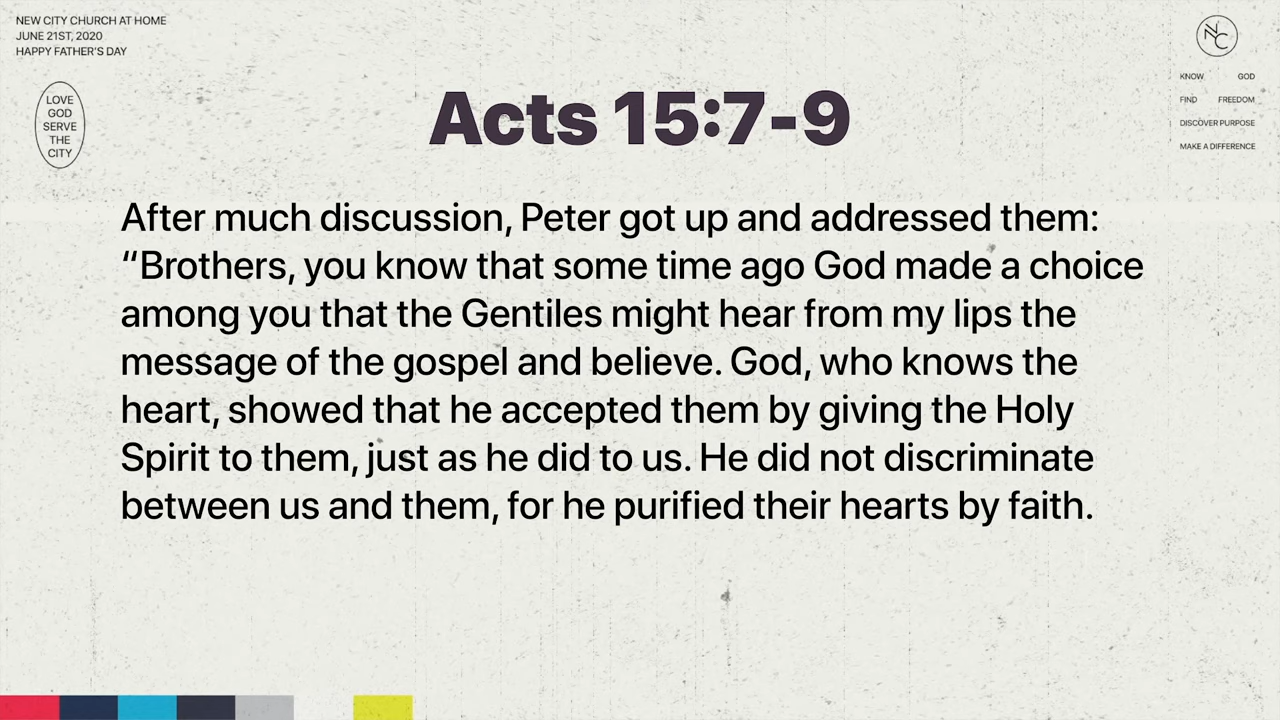 NEW CITY CHURCH AT HOME
JUNE 21ST, 2020
HAPPY FATHER'S DAY
LOVE
GOD
SERVE
THE
CITY
NC
KNOW GOD
FIND FREEDOM
DISCOVER PURPOSE
MAKE A DIFFERENCE
Acts 15:7-9
After much discussion, Peter got up and addressed them:
“Brothers, you know that some time ago God made a choice
among you that the Gentiles might hear from my lips the
message of the gospel and believe. God, who knows the
heart, showed that he accepted them by giving the Holy
Spirit to them, just as he did to us. He did not discriminate
between us and them, for he purified their hearts by faith.